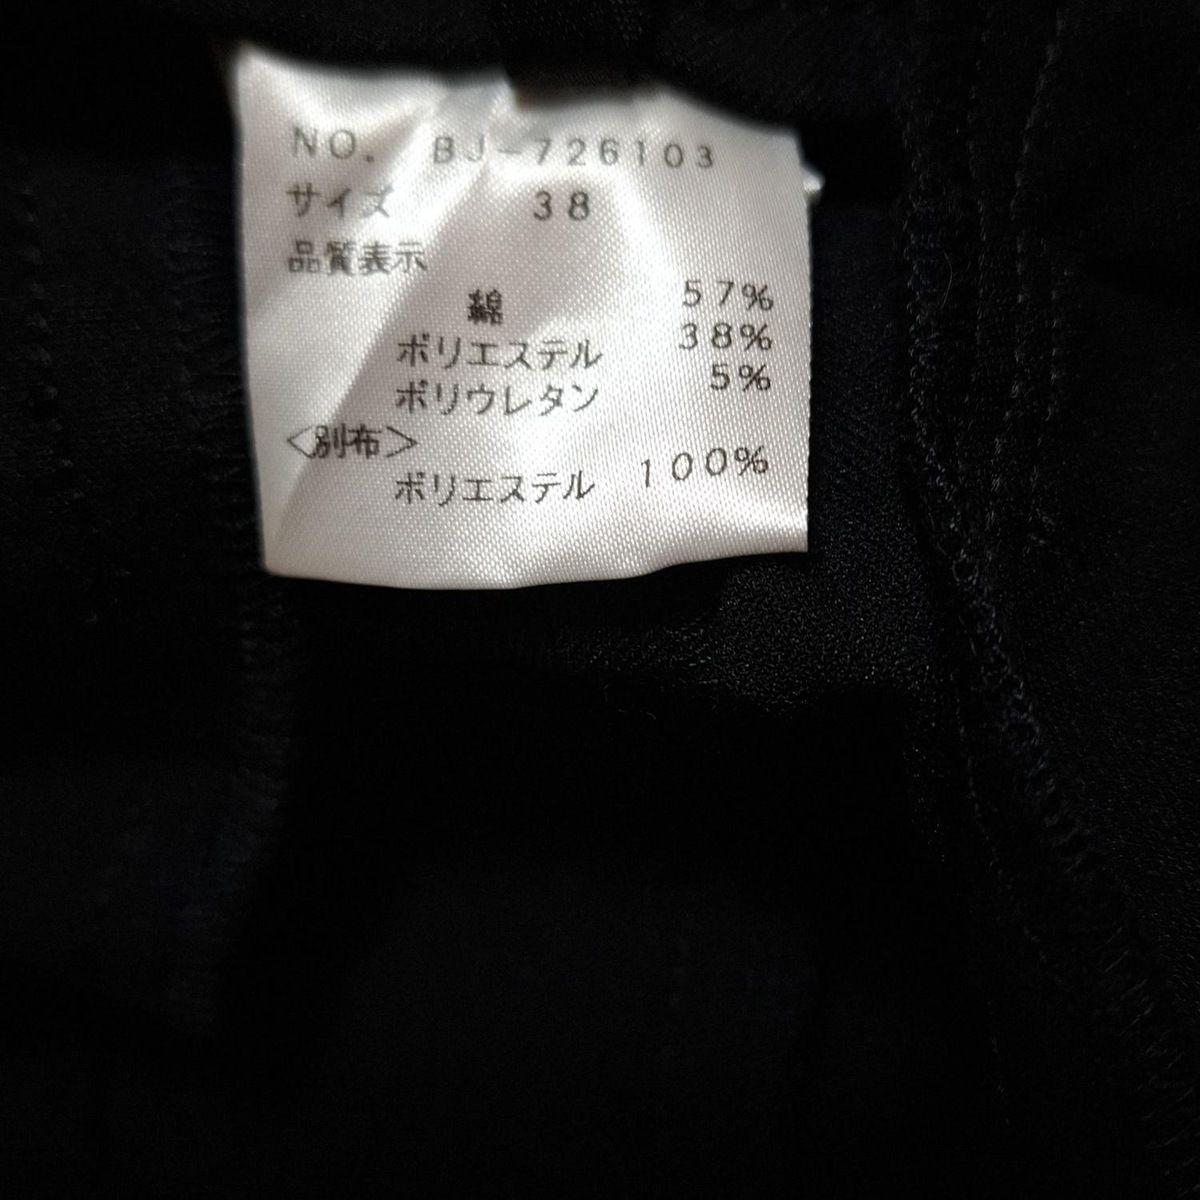 NO. BJ-726103
サイズ 38
品質表示
綿 57%
ポリエステル 38%
ポリウレタン 5%
<別布>
ポリエステル 100%